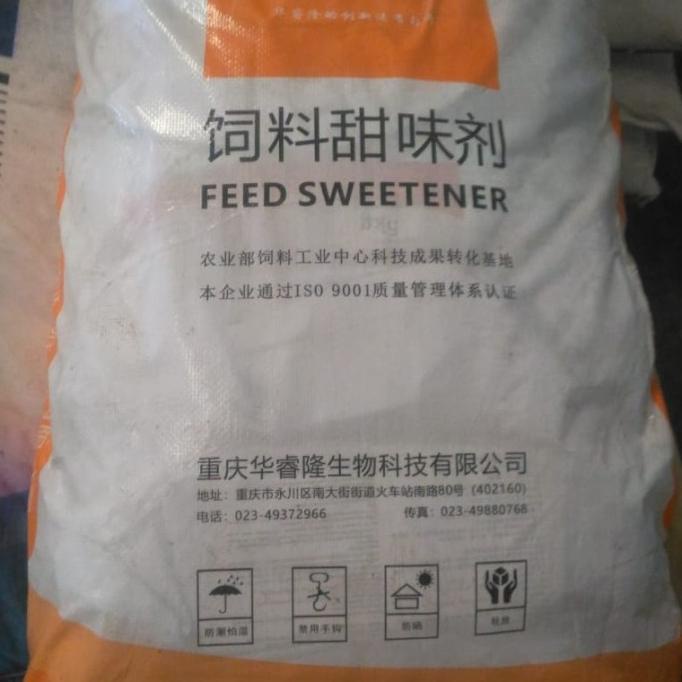 饲料甜味剂
FEED SWEETENER
农业部饲料工业中心科技成果转化基地
本企业通过ISO 9001质量管理体系认证
重庆华睿隆生物科技有限公司
地址：重庆市永川区南大街街道火车站南路80号（402160）
电话：023-49372966 传真：023-49880768
防潮怕湿 禁用手钩 防晒 轻放